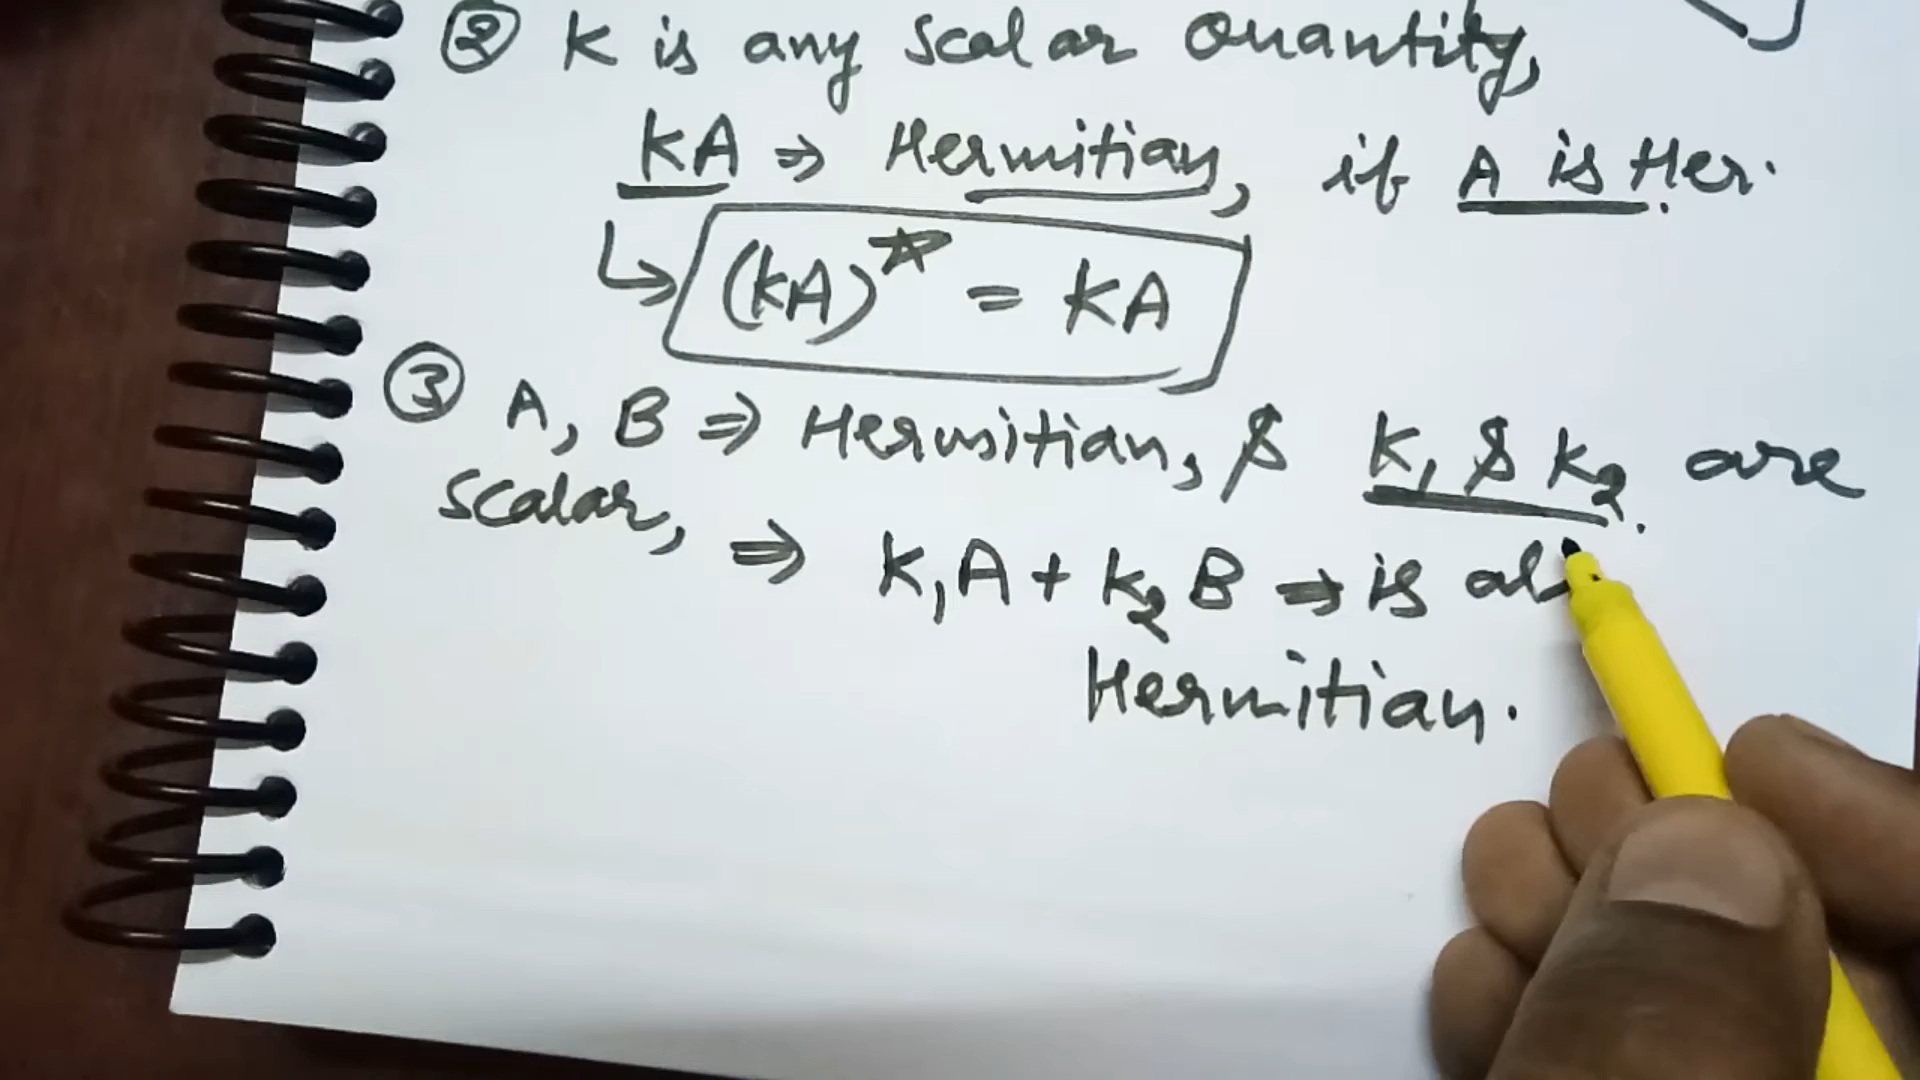 ② K is any scalar Quantity,
KA ⇒ Hermitian, if A is Her.
↳ (KA)* = KA
③ A, B ⇒ Hermitian, & K₁ & K₂ are
scalar, ⇒ K₁A + K₂B ⇒ is
Hermitian.